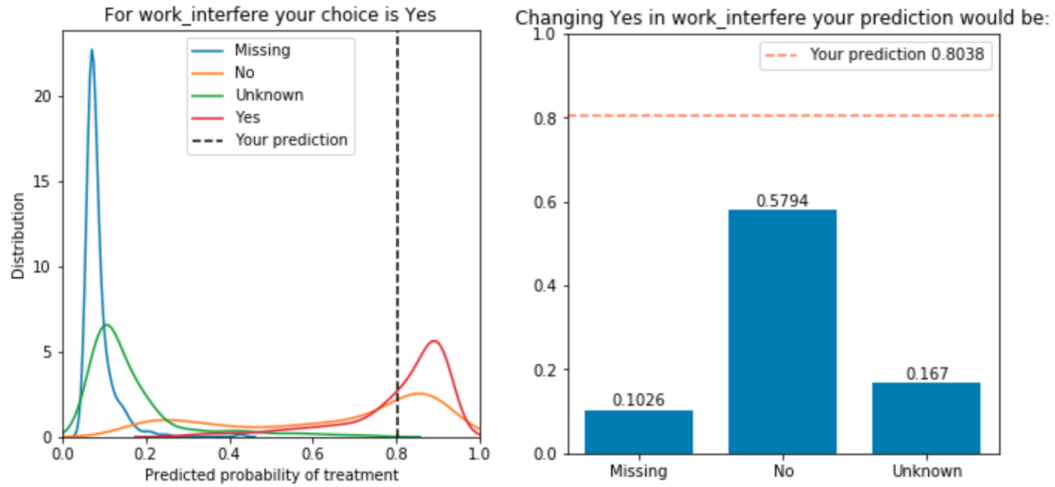 For work_interfere your choice is Yes
Missing
No
Unknown
Yes
Your prediction
Distribution
20
15
10
5
0
0.0 0.2 0.4 0.6 0.8 1.0
Predicted probability of treatment
Changing Yes in work_interfere your prediction would be:
Your prediction 0.8038
1.0
0.8
0.6
0.4
0.2
0.0
0.1026
0.5794
0.167
Missing No Unknown